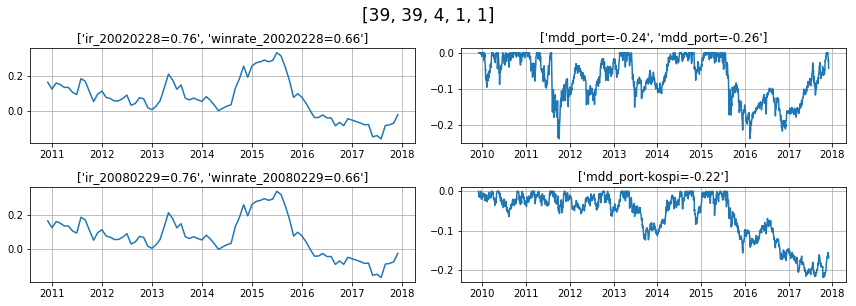 [39, 39, 4, 1, 1]
['ir_20020228=0.76', 'winrate_20020228=0.66']
0.2
0.0
2011 2012 2013 2014 2015 2016 2017 2018
['mdd_port=-0.24', 'mdd_port=-0.26']
0.0
−0.1
−0.2
2010 2011 2012 2013 2014 2015 2016 2017 2018
['ir_20080229=0.76', 'winrate_20080229=0.66']
0.2
0.0
2011 2012 2013 2014 2015 2016 2017 2018
['mdd_port-kospi=-0.22']
0.0
−0.1
−0.2
2010 2011 2012 2013 2014 2015 2016 2017 2018